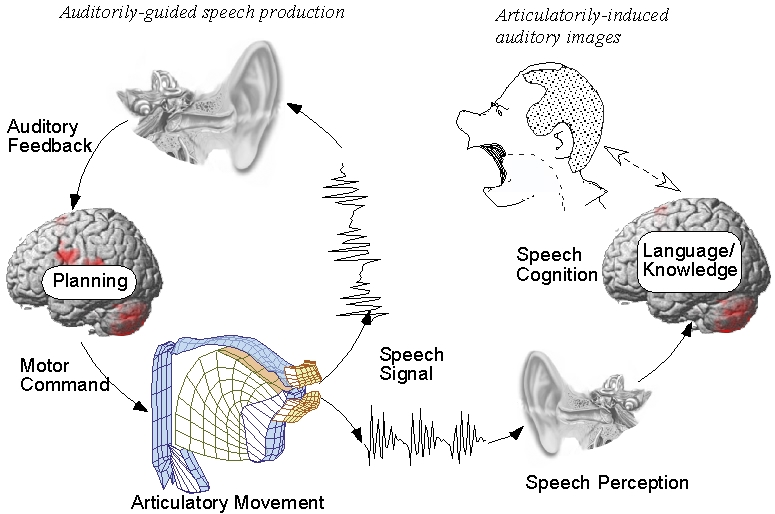 Auditorily-guided speech production
Articulatorily-induced
auditory images
Auditory
Feedback
Planning
Motor
Command
Articulatory Movement
Speech
Signal
Speech Perception
Speech
Cognition
Language/
Knowledge